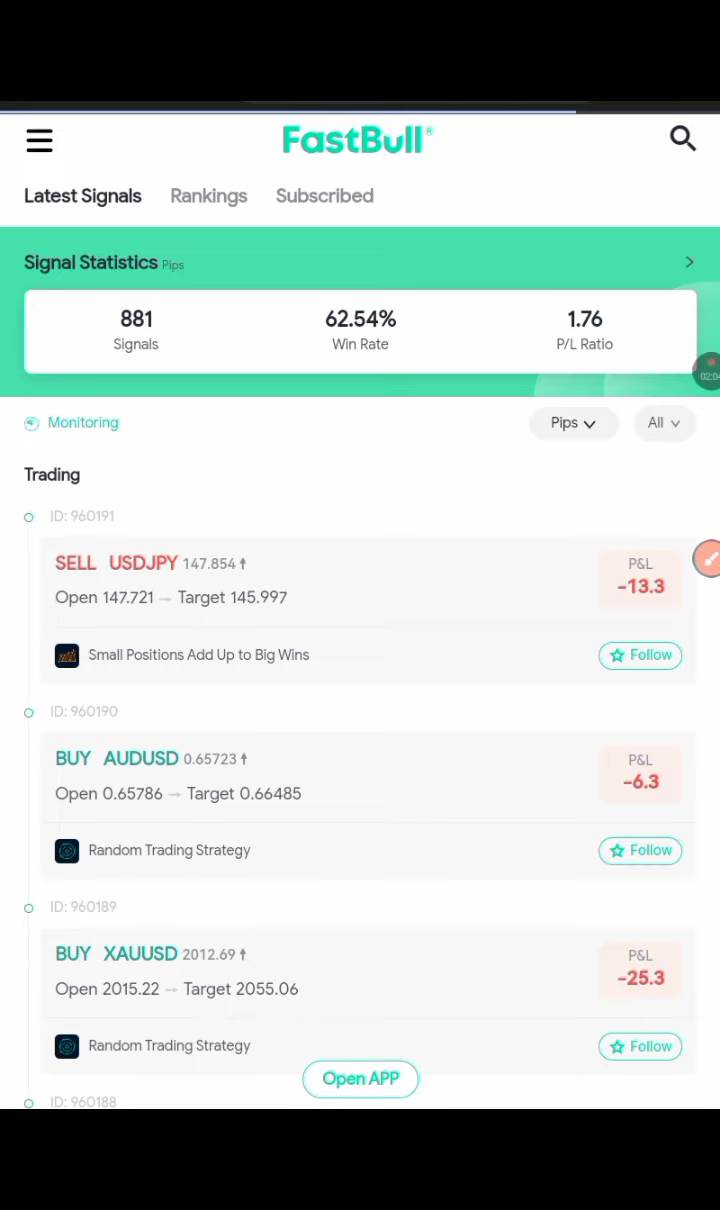 FastBull®
Latest Signals Rankings Subscribed
Signal Statistics Pips
881 62.54% 1.76
Signals Win Rate P/L Ratio
Monitoring Pips All
Trading
ID: 960191
SELL USDJPY 147.854 P&L
-13.3
Open 147.721 → Target 145.997
Small Positions Add Up to Big Wins Follow
ID: 960190
BUY AUDUSD 0.65723 P&L
-6.3
Open 0.65786 → Target 0.66485
Random Trading Strategy Follow
ID: 960189
BUY XAUUSD 2012.69 P&L
-25.3
Open 2015.22 → Target 2055.06
Random Trading Strategy Follow
Open APP
ID: 960188